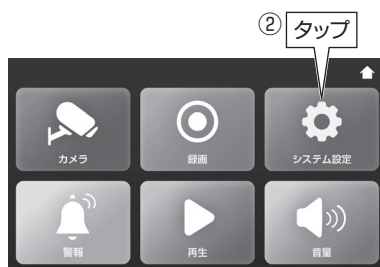 ② タップ
カメラ 録画 システム設定
警報 再生 音量